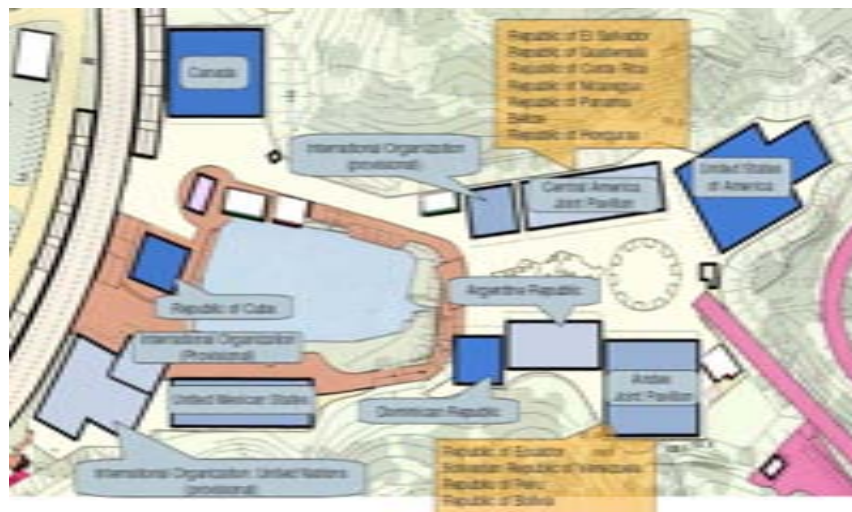 Canada
Republic of El Salvador
Republic of Guatemala
Republic of Costa Rica
Republic of Nicaragua
Republic of Panama
Belize
Republic of Honduras
International Organization
(provisional)
Central America
Joint Pavilion
United States
of America
Republic of Cuba
Argentine Republic
International Organization
(Provisional)
United Mexican States
Dominican Republic
Andes
Joint Pavilion
International Organization: United Nations
(provisional)
Republic of Ecuador
Bolivarian Republic of Venezuela
Republic of Peru
Republic of Bolivia